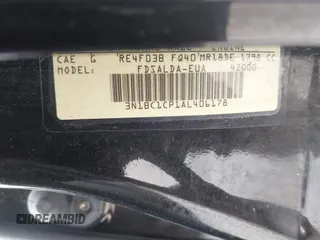 CAE G RE4F03B FQ40 MR18DE 1798 CC
MODEL: FDSALDA-EUA 42000
3N1BC1CP1AL406178
DREAMBID